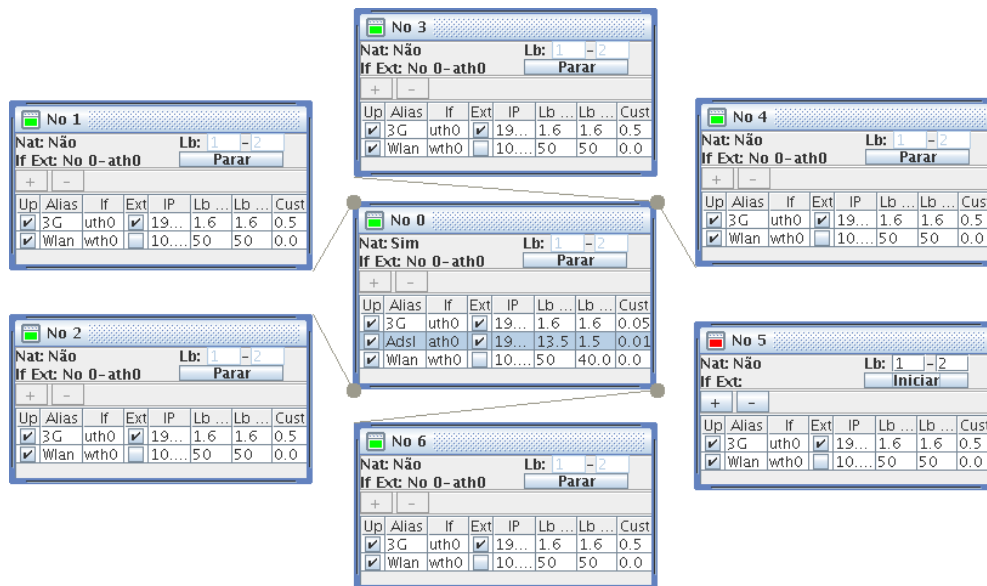 No 3
Nat: Não Lb: 1 - 2
If Ext: No 0-ath0 Parar
+ -
Up Alias If Ext IP Lb ... Lb ... Cust
3G uth0 19... 1.6 1.6 0.5
Wlan wth0 10.... 50 50 0.0
No 1
Nat: Não Lb: 1 - 2
If Ext: No 0-ath0 Parar
+ -
Up Alias If Ext IP Lb ... Lb ... Cust
3G uth0 19... 1.6 1.6 0.5
Wlan wth0 10.... 50 50 0.0
No 4
Nat: Não Lb: 1 - 2
If Ext: No 0-ath0 Parar
+ -
Up Alias If Ext IP Lb ... Lb ... Cust
3G uth0 19... 1.6 1.6 0.5
Wlan wth0 10.... 50 50 0.0
No 0
Nat: Sim Lb: 1 - 2
If Ext: No 0-ath0 Parar
+ -
Up Alias If Ext IP Lb ... Lb ... Cust
3G uth0 19... 1.6 1.6 0.05
Adsl ath0 19... 13.5 1.5 0.01
Wlan wth0 10.... 50 40.0 0.0
No 2
Nat: Não Lb: 1 - 2
If Ext: No 0-ath0 Parar
+ -
Up Alias If Ext IP Lb ... Lb ... Cust
3G uth0 19... 1.6 1.6 0.5
Wlan wth0 10.... 50 50 0.0
No 5
Lb: 1 - 2
If Ext: Iniciar
+ -
Up Alias If Ext IP Lb ... Lb ... Cust
3G uth0 19... 1.6 1.6 0.5
Wlan wth0 10.... 50 50 0.0
No 6
Nat: Não Lb: 1 - 2
If Ext: No 0-ath0 Parar
+ -
Up Alias If Ext IP Lb ... Lb ... Cust
3G uth0 19... 1.6 1.6 0.5
Wlan wth0 10.... 50 50 0.0